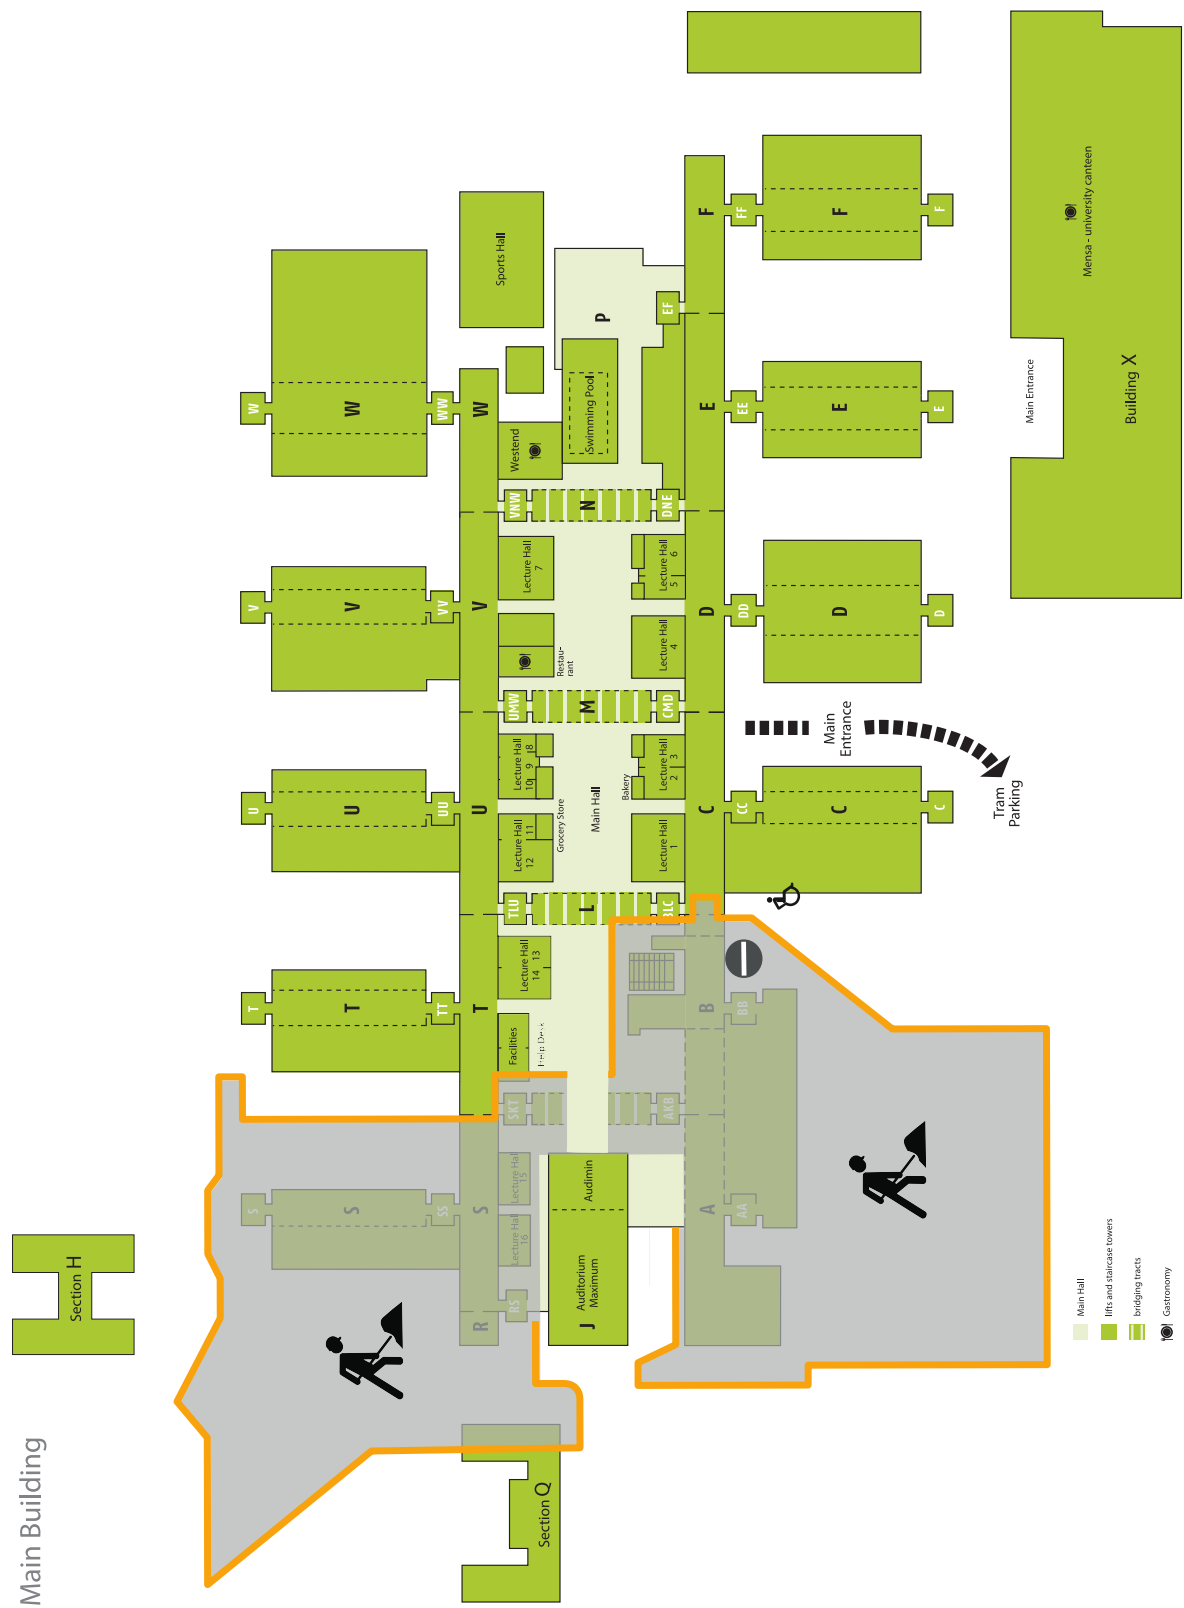 Main Building
Section H
Section Q
W
W
WW
W
V
V
VV
V
U
U
UU
U
T
T
TT
T
S
S
SS
S
R
RS
Sports Hall
Westend
Swimming Pool
P
EF
VNW
N
DNE
Lecture Hall
7
Lecture Hall
5 6
Restau-
rant
Lecture Hall
4
UMW
M
CMD
Lecture Hall
10 9 8
Lecture Hall
2 3
Bakery
Grocery Store
Main Hall
Lecture Hall
12 11
Lecture Hall
1
TLU
L
BLC
Lecture Hall
14 13
Facilities
Help Desk
SKT
AKB
Lecture Hall
15
Lecture Hall
16
Audimin
Auditorium
Maximum
J
F
FF
F
F
E
EE
E
E
D
DD
D
D
C
CC
C
C
B
BB
A
AA
Main
Entrance
Tram
Parking
Mensa - university canteen
Main Entrance
Building X
Main Hall
lifts and staircase towers
bridging tracts
Gastronomy